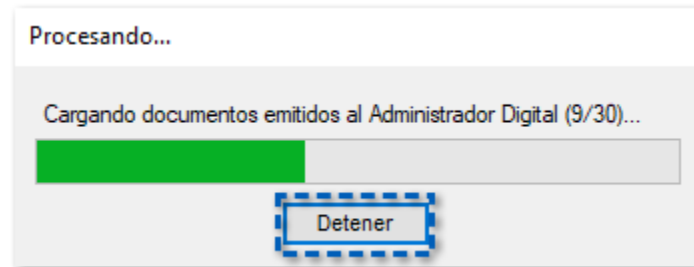 Procesando...
Cargando documentos emitidos al Administrador Digital (9/30)...
Detener